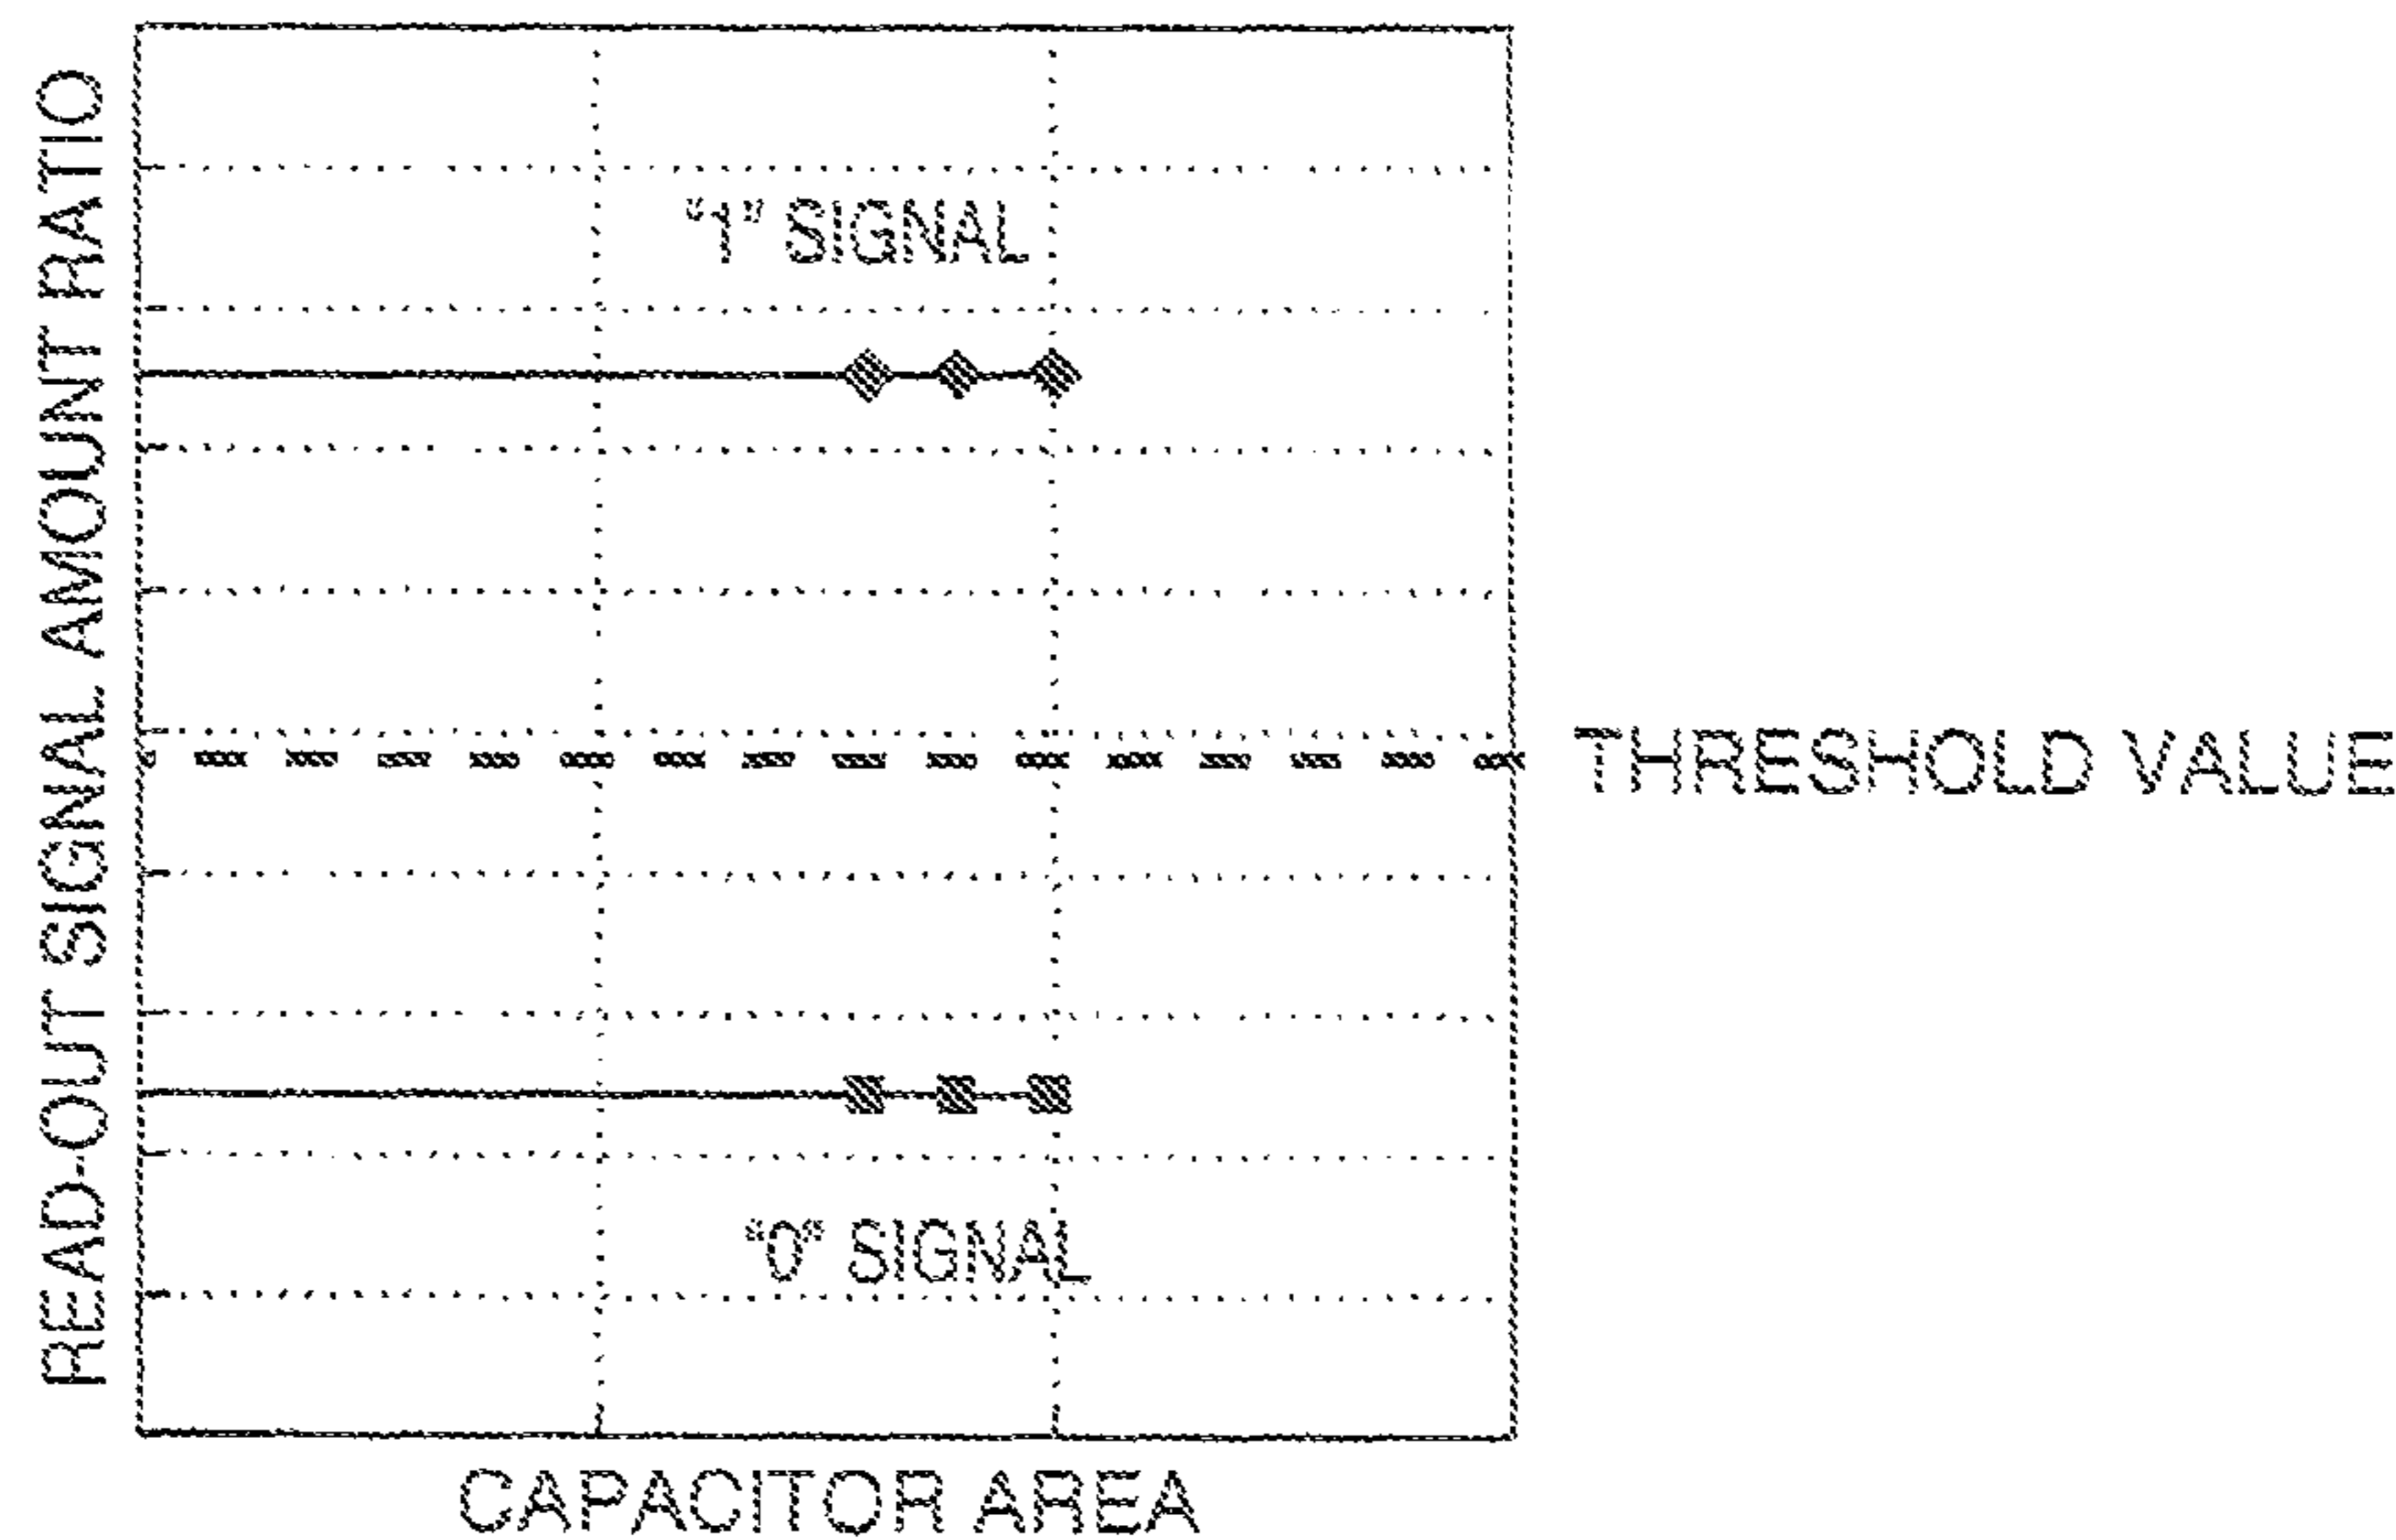 READ-OUT SIGNAL AMOUNT RATIO
"1" SIGNAL
THRESHOLD VALUE
"0" SIGNAL
CAPACITOR AREA